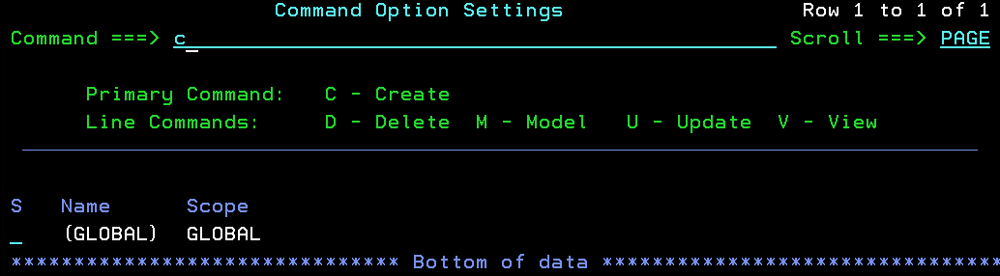 Command Option Settings Row 1 to 1 of 1
Command ===> c_ Scroll ===> PAGE
Primary Command: C - Create
Line Commands: D - Delete M - Model U - Update V - View
S Name Scope
_ (GLOBAL) GLOBAL
******************************* Bottom of data ********************************